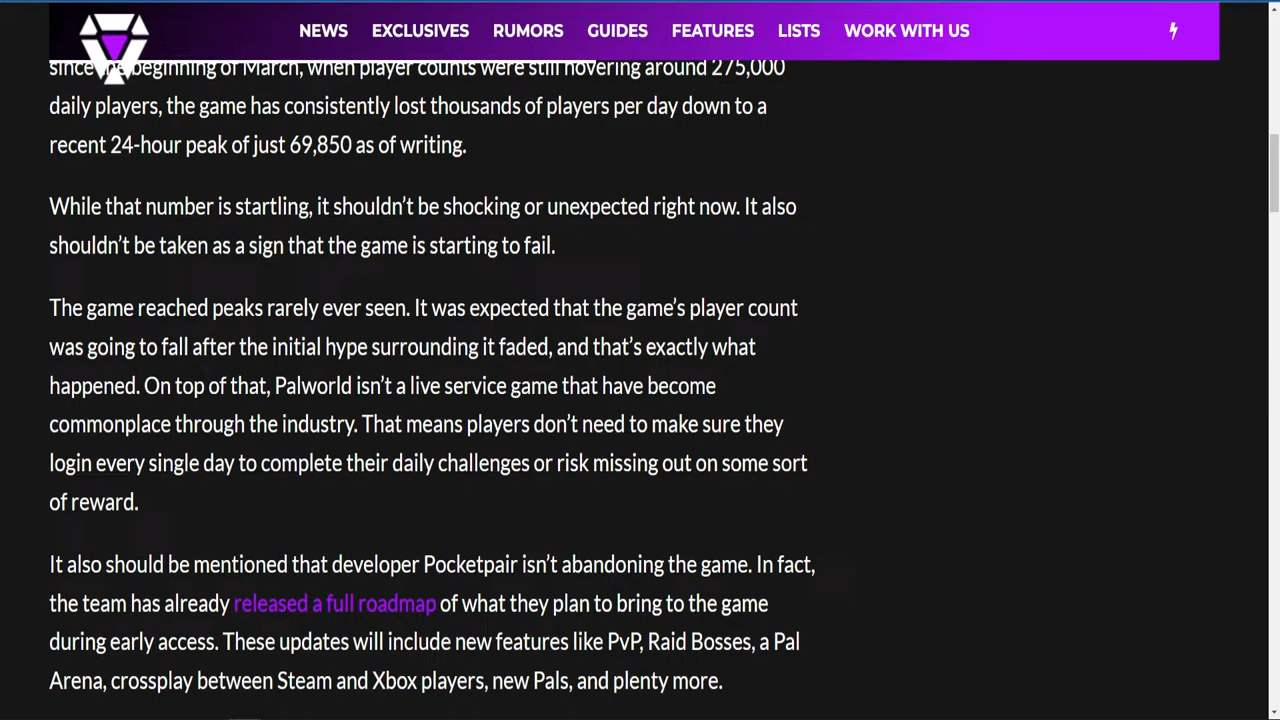 NEWS EXCLUSIVES RUMORS GUIDES FEATURES LISTS WORK WITH US
since the beginning of March, when player counts were still hovering around 275,000
daily players, the game has consistently lost thousands of players per day down to a
recent 24-hour peak of just 69,850 as of writing.
While that number is startling, it shouldn’t be shocking or unexpected right now. It also
shouldn’t be taken as a sign that the game is starting to fail.
The game reached peaks rarely ever seen. It was expected that the game’s player count
was going to fall after the initial hype surrounding it faded, and that’s exactly what
happened. On top of that, Palworld isn’t a live service game that have become
commonplace through the industry. That means players don’t need to make sure they
login every single day to complete their daily challenges or risk missing out on some sort
of reward.
It also should be mentioned that developer Pocketpair isn’t abandoning the game. In fact,
the team has already released a full roadmap of what they plan to bring to the game
during early access. These updates will include new features like PvP, Raid Bosses, a Pal
Arena, crossplay between Steam and Xbox players, new Pals, and plenty more.